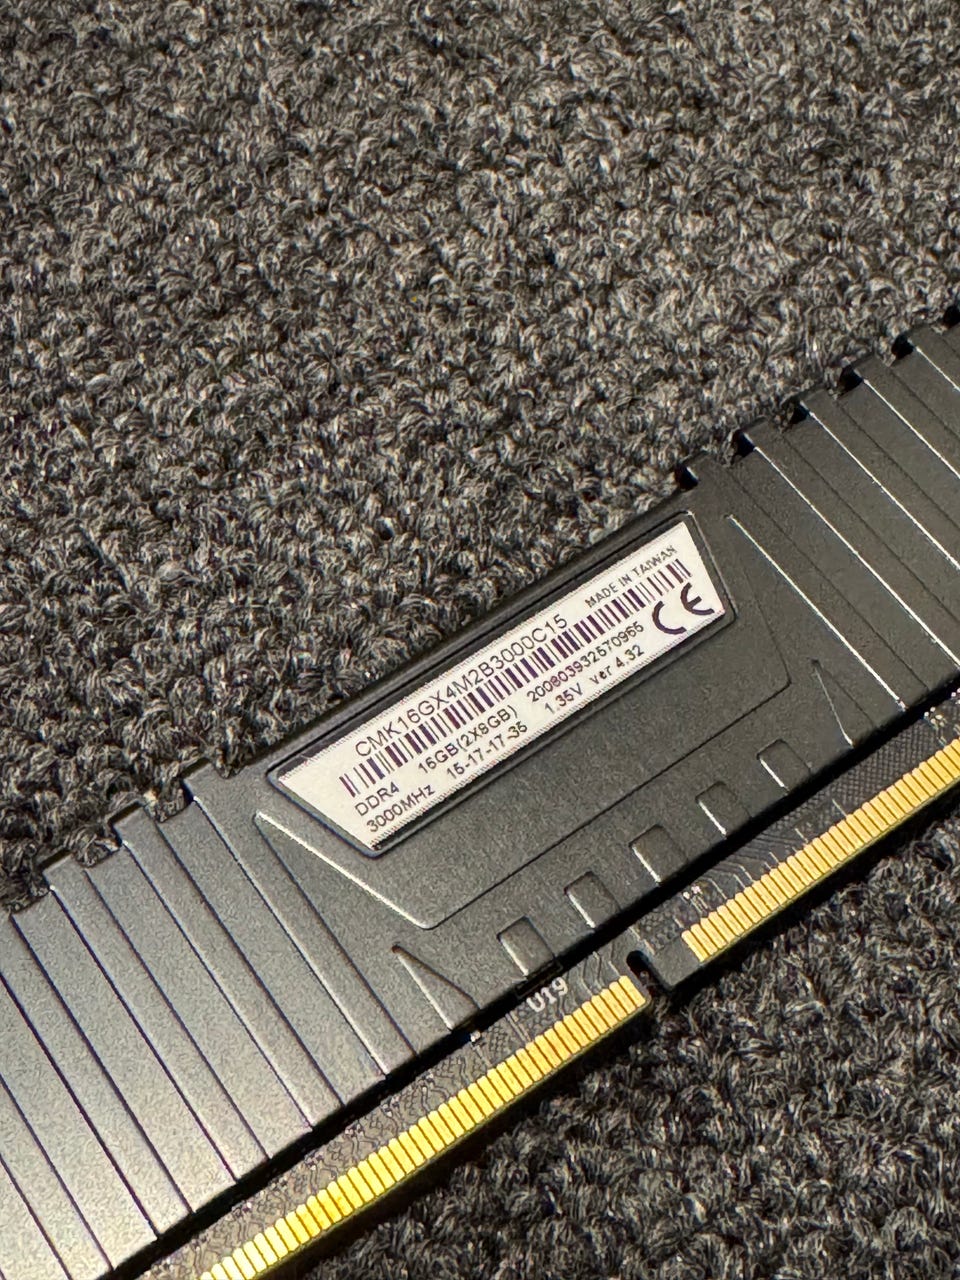 CMK16GX4M2B3000C15 MADE IN TAIWAN
DDR4 16GB(2X8GB) 200803932570965
3000MHz 15-17-17-35 1.35V ver 4.32
CE
U19